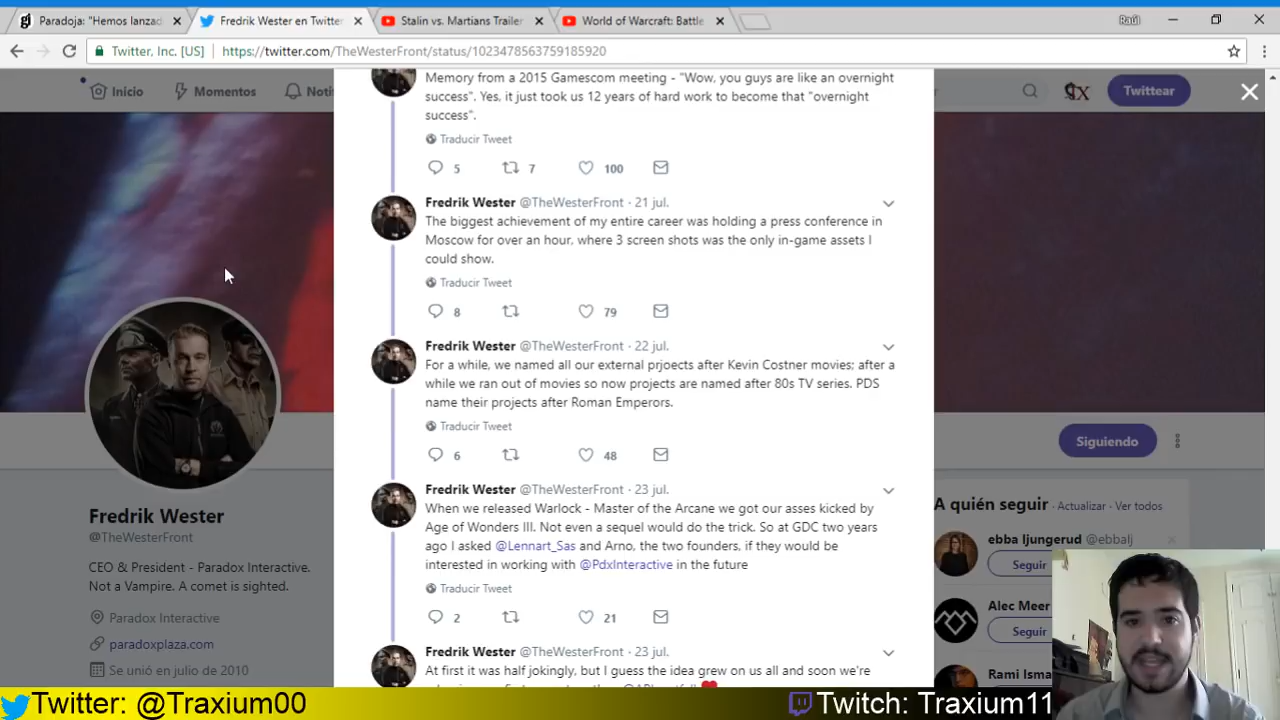 Paradoja: "Hemos lanzad
Fredrik Wester en Twitter
Stalin vs. Martians Trailer
World of Warcraft: Battle
Raúl
Twitter, Inc. [US]
https://twitter.com/TheWesterFront/status/1023478563759185920
Inicio
Momentos
Noti
Twittear
Memory from a 2015 Gamescom meeting - "Wow, you guys are like an overnight
success". Yes, it just took us 12 years of hard work to become that "overnight
success".
Traducir Tweet
5 7 100
Fredrik Wester @TheWesterFront · 21 jul.
The biggest achievement of my entire career was holding a press conference in
Moscow for over an hour, where 3 screen shots was the only in-game assets I
could show.
Traducir Tweet
8 79
Fredrik Wester @TheWesterFront · 22 jul.
For a while, we named all our external prjoects after Kevin Costner movies; after a
while we ran out of movies so now projects are named after 80s TV series. PDS
name their projects after Roman Emperors.
Traducir Tweet
6 48
Fredrik Wester @TheWesterFront · 23 jul.
When we released Warlock - Master of the Arcane we got our asses kicked by
Age of Wonders III. Not even a sequel would do the trick. So at GDC two years
ago I asked @Lennart_Sas and Arno, the two founders, if they would be
interested in working with @PdxInteractive in the future
Traducir Tweet
2 21
Fredrik Wester @TheWesterFront · 23 jul.
At first it was half jokingly, but I guess the idea grew on us all and soon we're
Fredrik Wester
@TheWesterFront
CEO & President - Paradox Interactive.
Not a Vampire. A comet is sighted.
Paradox Interactive
paradoxplaza.com
Se unió en julio de 2010
Siguiendo
A quién seguir · Actualizar · Ver todos
ebba ljungerud @ebbalj
Seguir
Alec Meer
Seguir
Rami Isma
Seguir
Twitter: @Traxium00
Twitch: Traxium11